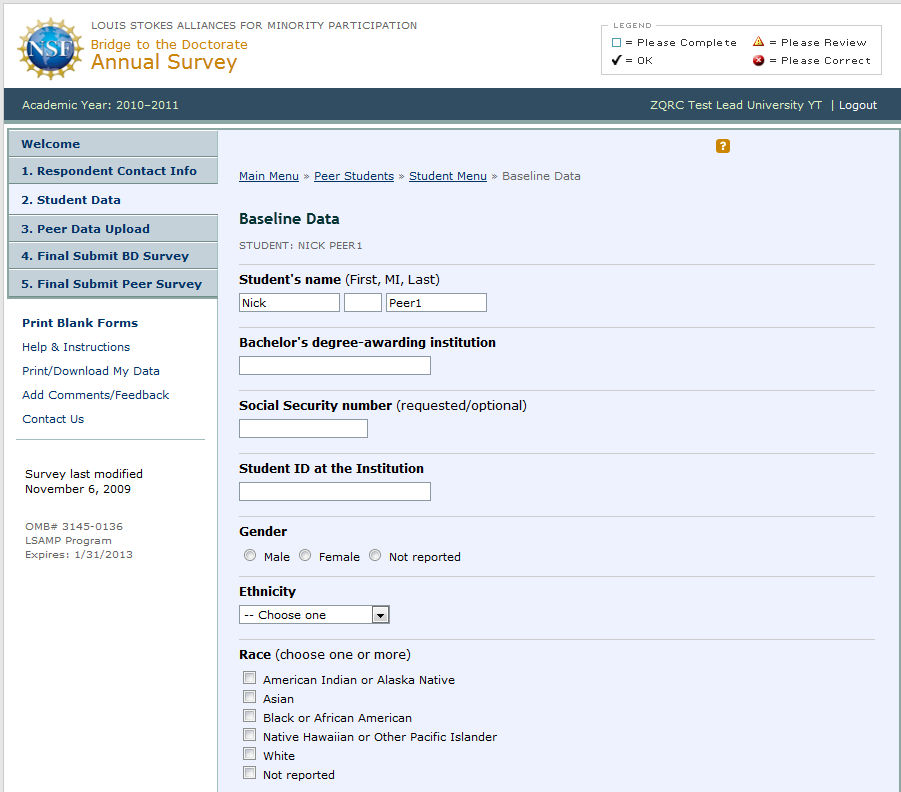 NSF
LOUIS STOKES ALLIANCES FOR MINORITY PARTICIPATION
Bridge to the Doctorate
Annual Survey
LEGEND
= Please Complete
= Please Review
= OK
= Please Correct
Academic Year: 2010–2011
ZQRC Test Lead University YT | Logout
Welcome
1. Respondent Contact Info
2. Student Data
3. Peer Data Upload
4. Final Submit BD Survey
5. Final Submit Peer Survey
Print Blank Forms
Help & Instructions
Print/Download My Data
Add Comments/Feedback
Contact Us
Survey last modified
November 6, 2009
OMB# 3145-0136
LSAMP Program
Expires: 1/31/2013
?
Main Menu » Peer Students » Student Menu » Baseline Data
Baseline Data
STUDENT: NICK PEER1
Student's name (First, MI, Last)
Nick Peer1
Bachelor's degree-awarding institution
Social Security number (requested/optional)
Student ID at the Institution
Gender
Male Female Not reported
Ethnicity
-- Choose one
Race (choose one or more)
American Indian or Alaska Native
Asian
Black or African American
Native Hawaiian or Other Pacific Islander
White
Not reported